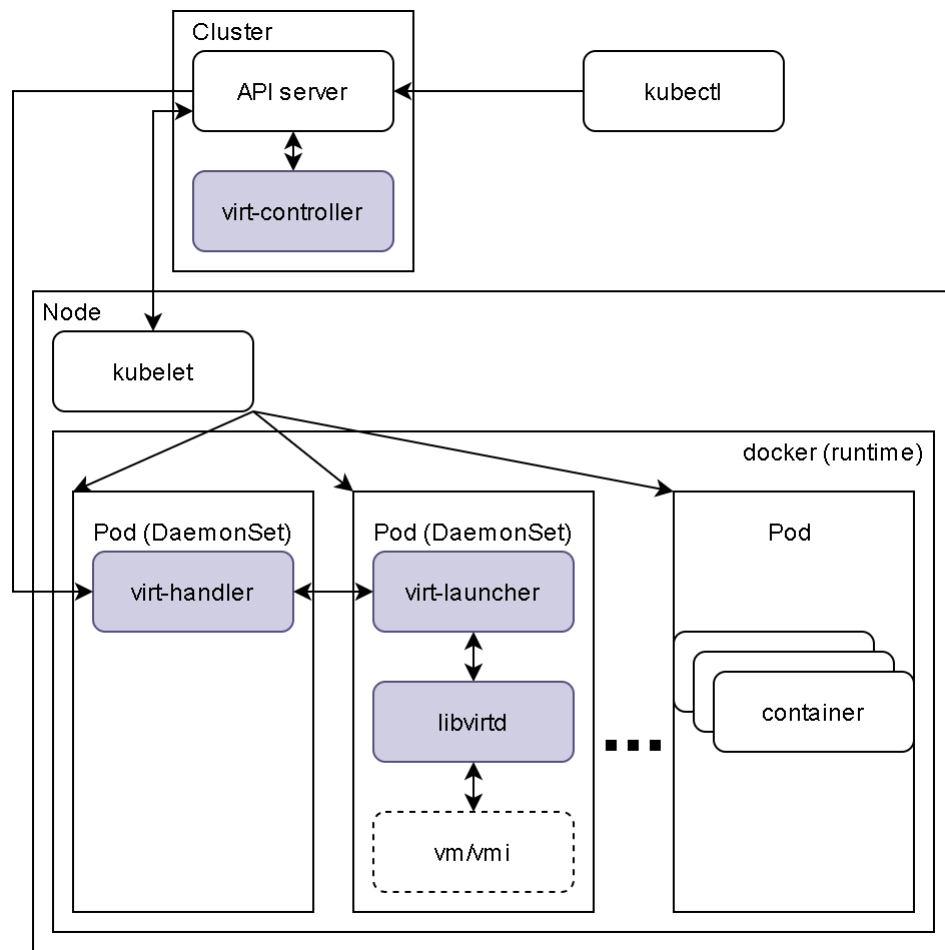 Cluster
API server
kubectl
virt-controller
Node
kubelet
docker (runtime)
Pod (DaemonSet)
Pod (DaemonSet)
Pod
virt-handler
virt-launcher
libvirtd
container
vm/vmi